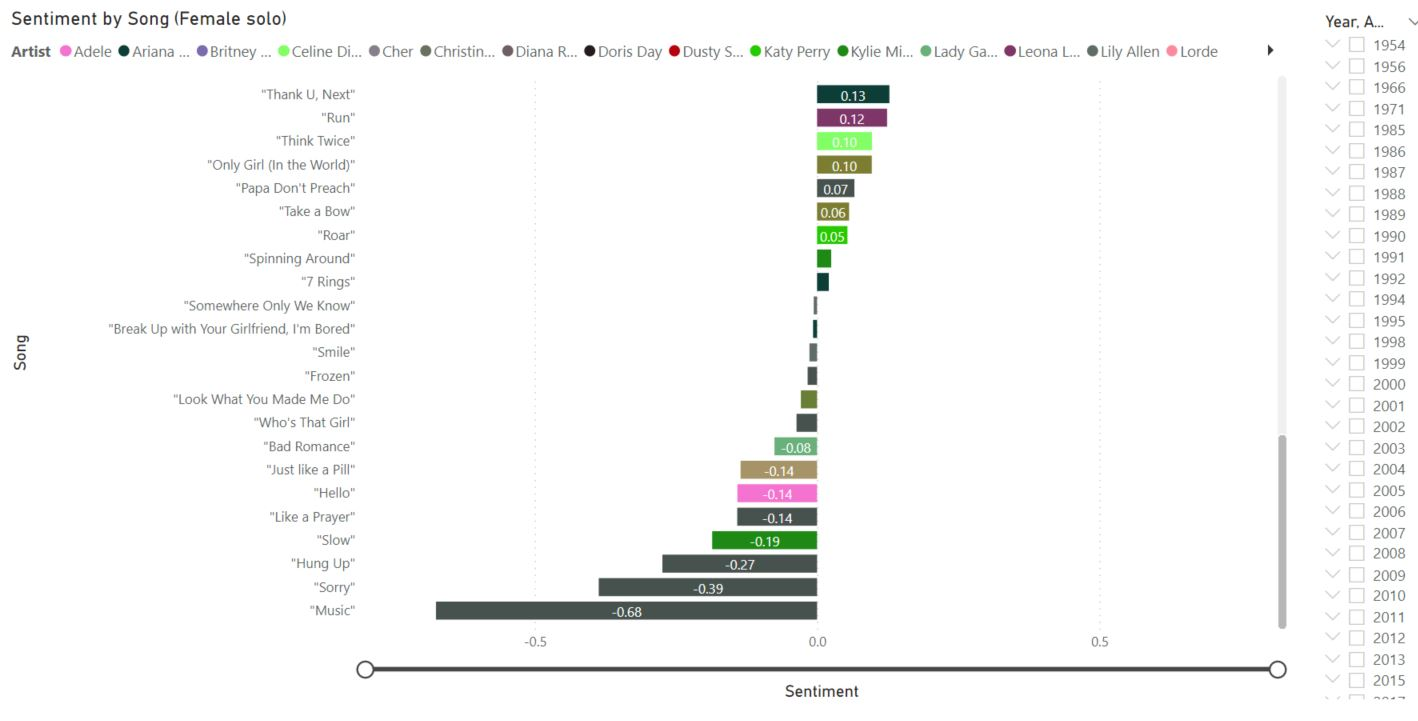 Sentiment by Song (Female solo)
Artist Adele Ariana ... Britney ... Celine Di... Cher Christin... Diana R... Doris Day Dusty S... Katy Perry Kylie Mi... Lady Ga... Leona L... Lily Allen Lorde
"Thank U, Next" 0.13
"Run" 0.12
"Think Twice" 0.10
"Only Girl (In the World)" 0.10
"Papa Don't Preach" 0.07
"Take a Bow" 0.06
"Roar" 0.05
"Spinning Around"
"7 Rings"
"Somewhere Only We Know"
"Break Up with Your Girlfriend, I'm Bored"
"Smile"
"Frozen"
"Look What You Made Me Do"
"Who's That Girl"
"Bad Romance" -0.08
"Just like a Pill" -0.14
"Hello" -0.14
"Like a Prayer" -0.14
"Slow" -0.19
"Hung Up" -0.27
"Sorry" -0.39
"Music" -0.68
Song
-0.5 0.0 0.5
Sentiment
Year, A...
1954
1956
1966
1971
1985
1986
1987
1988
1989
1990
1991
1992
1994
1995
1998
1999
2000
2001
2002
2003
2004
2005
2006
2007
2008
2009
2010
2011
2012
2013
2015